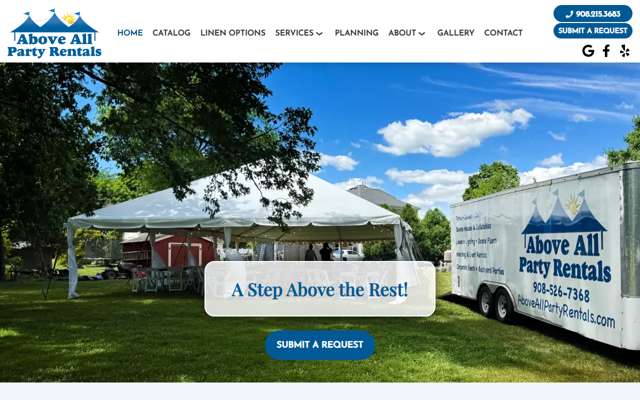 Above All
Party Rentals
HOME
CATALOG
LINEN OPTIONS
SERVICES
PLANNING
ABOUT
GALLERY
CONTACT
908.215.3683
SUBMIT A REQUEST
Above All
Party Rentals
908-526-7368
AboveAllPartyRentals.com
A Step Above the Rest!
SUBMIT A REQUEST